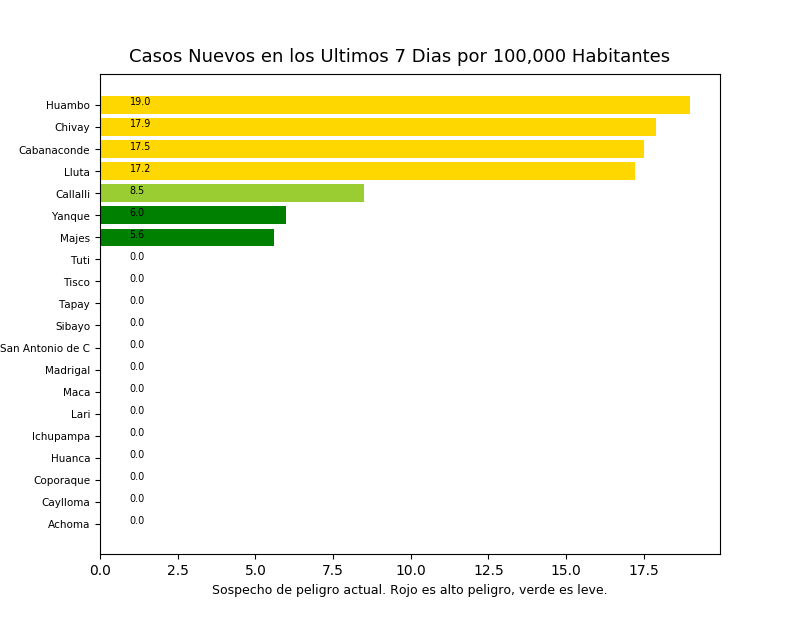 Casos Nuevos en los Ultimos 7 Dias por 100,000 Habitantes
Huambo 19.0
Chivay 17.9
Cabanaconde 17.5
Lluta 17.2
Callalli 8.5
Yanque 6.0
Majes 5.6
Tuti 0.0
Tisco 0.0
Tapay 0.0
Sibayo 0.0
San Antonio de C 0.0
Madrigal 0.0
Maca 0.0
Lari 0.0
Ichupampa 0.0
Huanca 0.0
Coporaque 0.0
Caylloma 0.0
Achoma 0.0
0.0 2.5 5.0 7.5 10.0 12.5 15.0 17.5
Sospecho de peligro actual. Rojo es alto peligro, verde es leve.